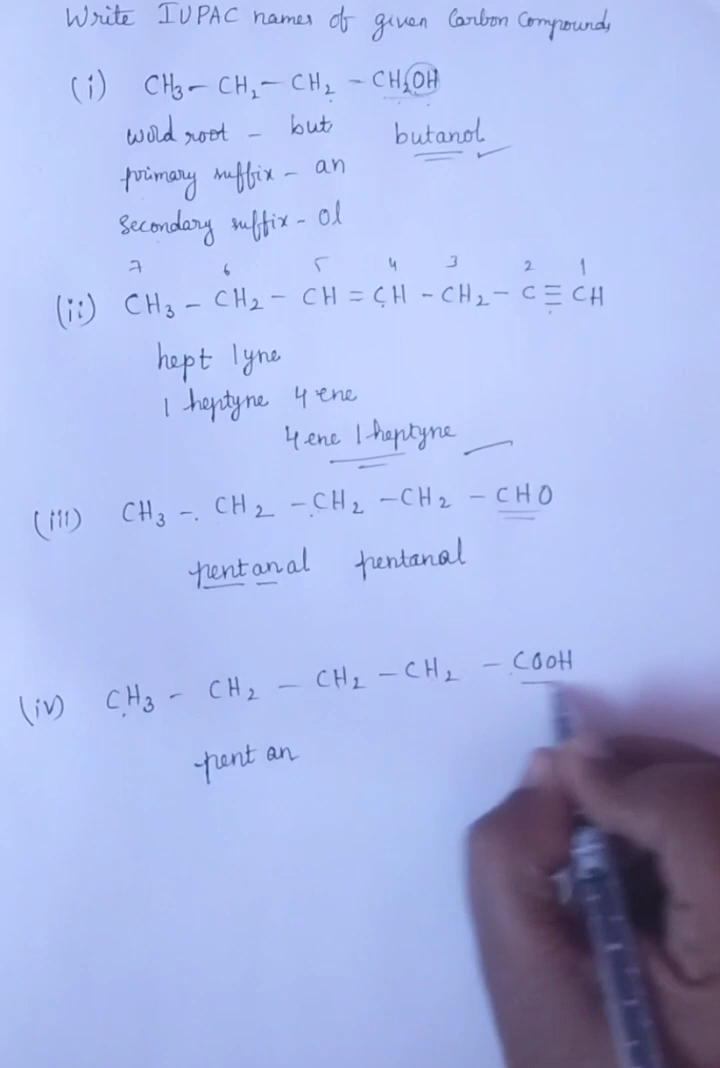 Write IUPAC names of given Carbon Compounds
(i) CH3 – CH2 – CH2 – CH2OH
word root – but butanol
primary suffix – an
Secondary suffix – ol
7 6 5 4 3 2 1
(ii) CH3 – CH2 – CH = CH – CH2 – C ≡ CH
hept 1yne
1 heptyne 4 ene
4 ene 1 heptyne
(iii) CH3 – CH2 – CH2 – CH2 – CHO
pentanal pentanal
(iv) CH3 – CH2 – CH2 – CH2 – COOH
pent an